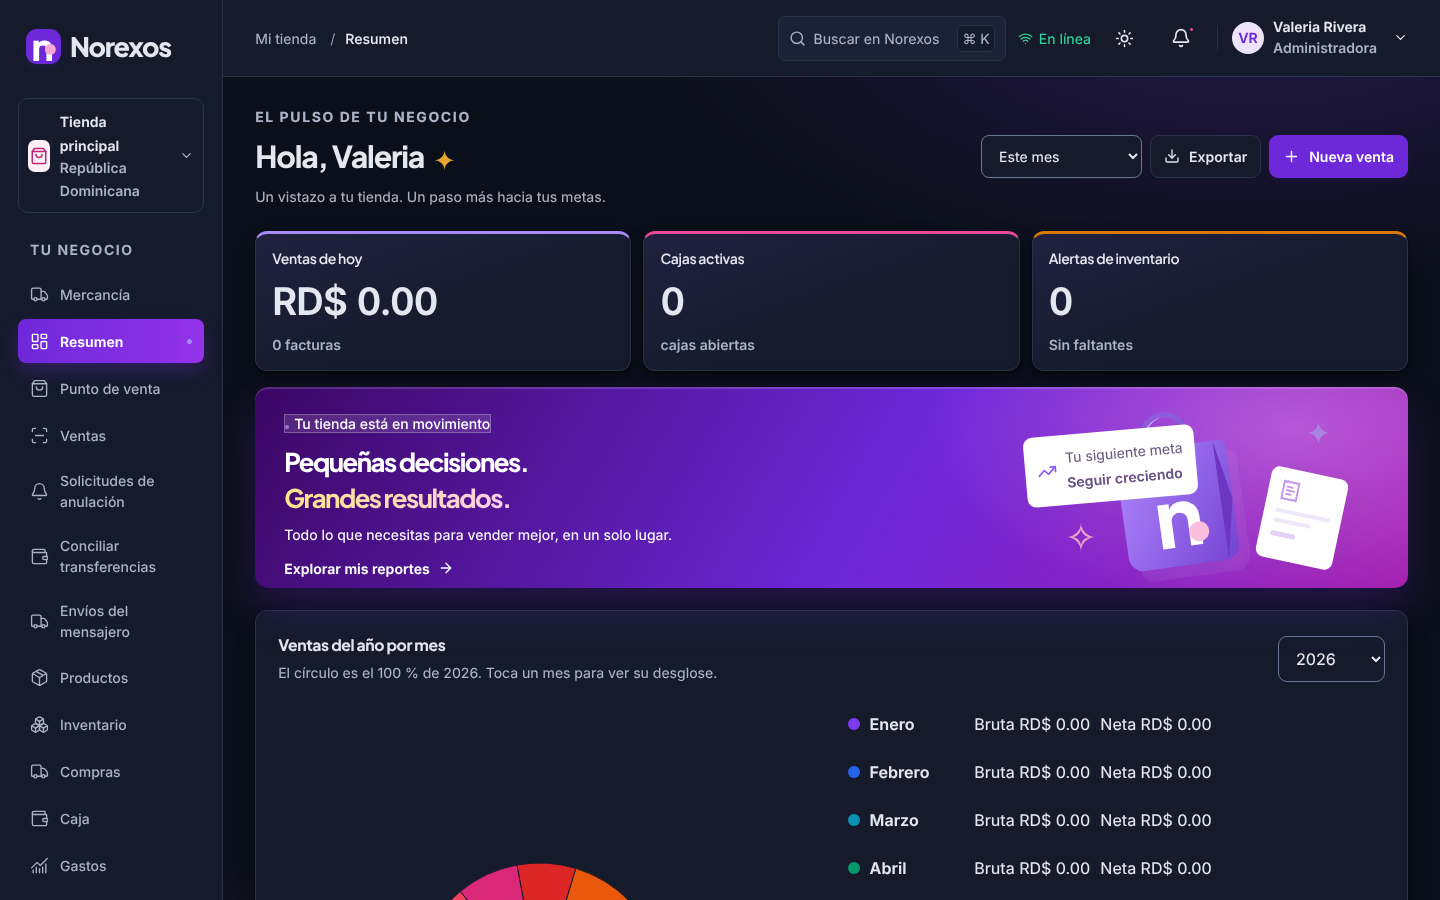 Norexos
Tienda
principal
República
Dominicana
TU NEGOCIO
Mercancía
Resumen
Punto de venta
Ventas
Solicitudes de
anulación
Conciliar
transferencias
Envíos del
mensajero
Productos
Inventario
Compras
Caja
Gastos
Mi tienda / Resumen
Buscar en Norexos ⌘ K
En línea
VR
Valeria Rivera
Administradora
EL PULSO DE TU NEGOCIO
Hola, Valeria
Un vistazo a tu tienda. Un paso más hacia tus metas.
Este mes
Exportar
Nueva venta
Ventas de hoy
RD$ 0.00
0 facturas
Cajas activas
0
cajas abiertas
Alertas de inventario
0
Sin faltantes
Tu tienda está en movimiento
Pequeñas decisiones.
Grandes resultados.
Todo lo que necesitas para vender mejor, en un solo lugar.
Explorar mis reportes
Tu siguiente meta
Seguir creciendo
n
Ventas del año por mes
El círculo es el 100 % de 2026. Toca un mes para ver su desglose.
2026
Enero Bruta RD$ 0.00 Neta RD$ 0.00
Febrero Bruta RD$ 0.00 Neta RD$ 0.00
Marzo Bruta RD$ 0.00 Neta RD$ 0.00
Abril Bruta RD$ 0.00 Neta RD$ 0.00